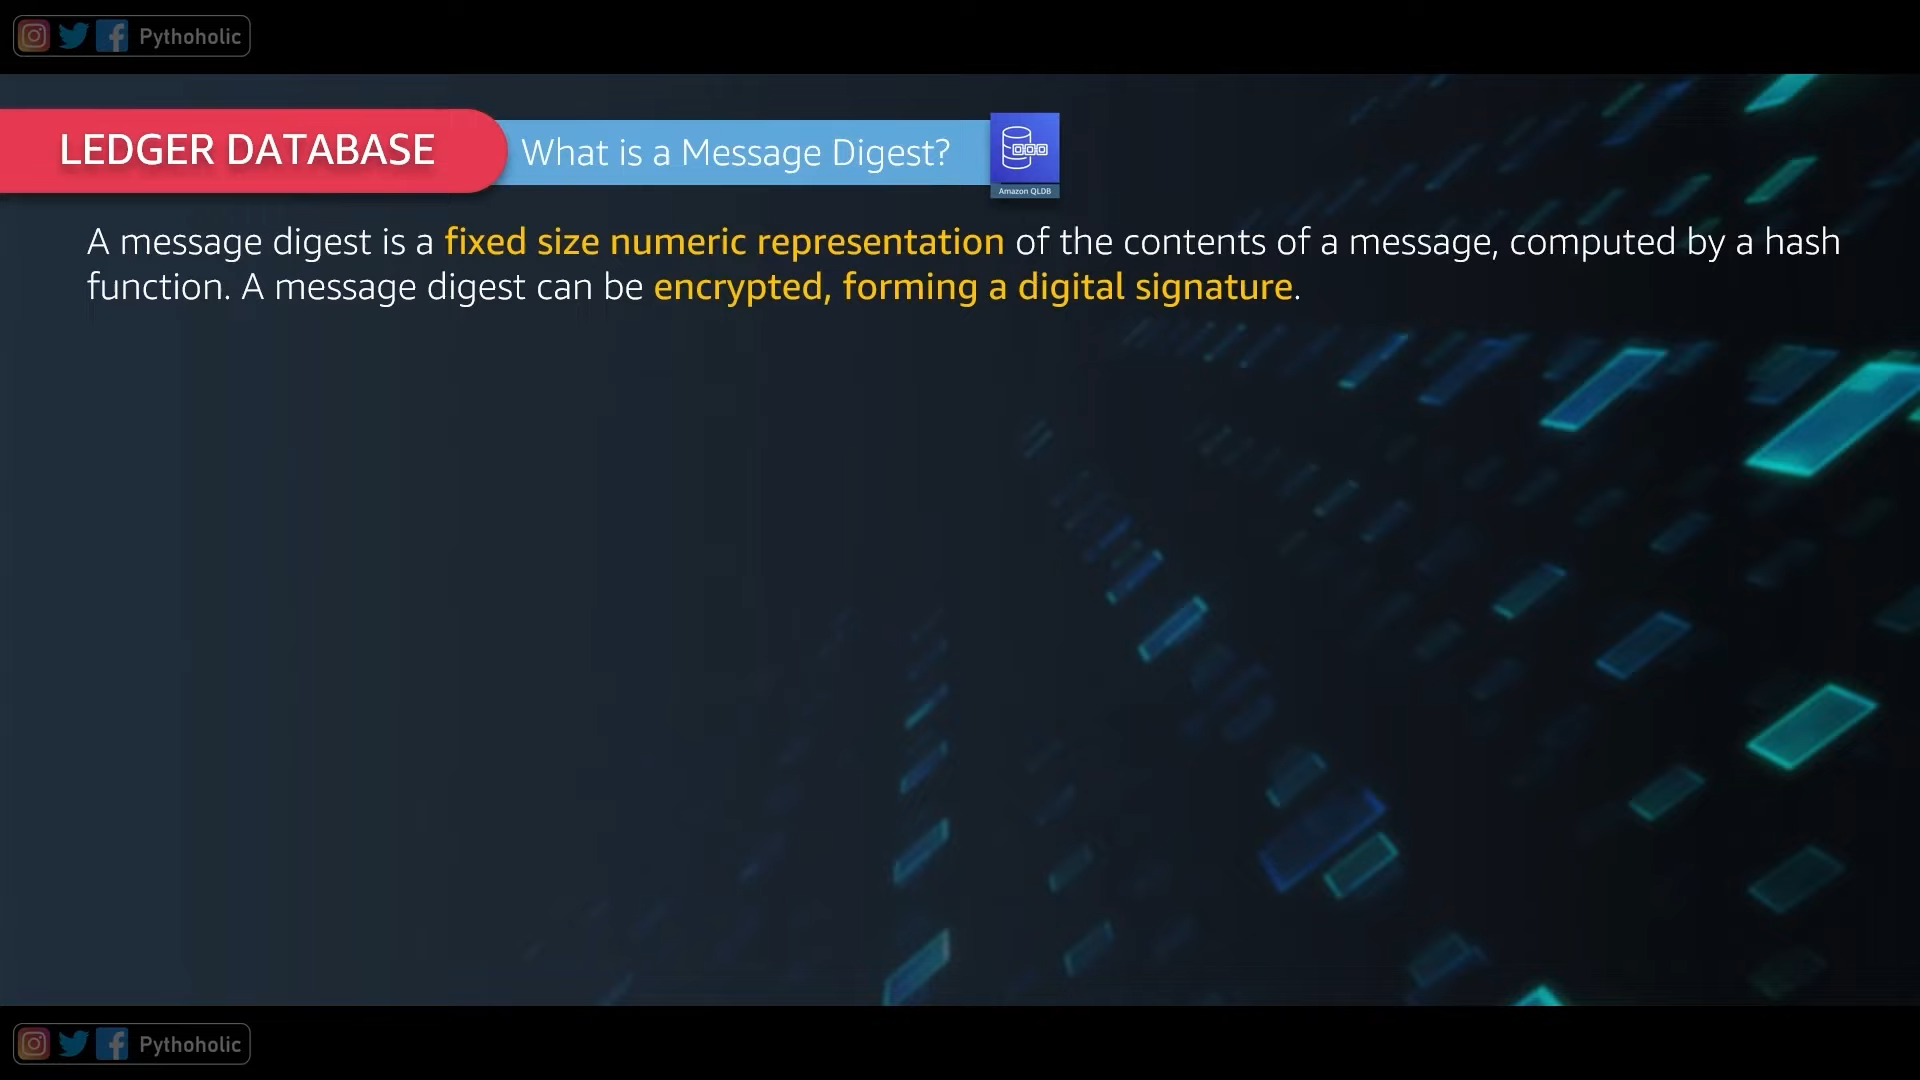 Pythoholic
LEDGER DATABASE
What is a Message Digest?
Amazon QLDB
A message digest is a fixed size numeric representation of the contents of a message, computed by a hash
function. A message digest can be encrypted, forming a digital signature.
Pythoholic